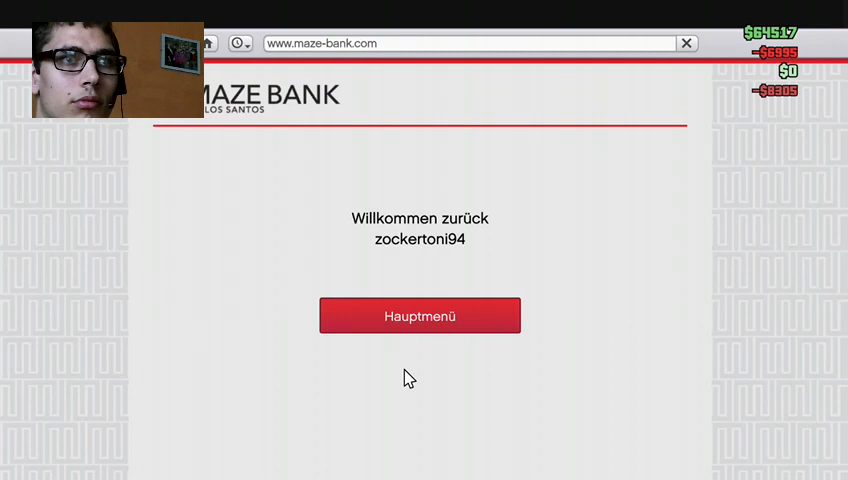 www.maze-bank.com
$64517
-$6995
$0
-$8305
MAZE BANK
LOS SANTOS
Willkommen zurück
zockertoni94
Hauptmenü